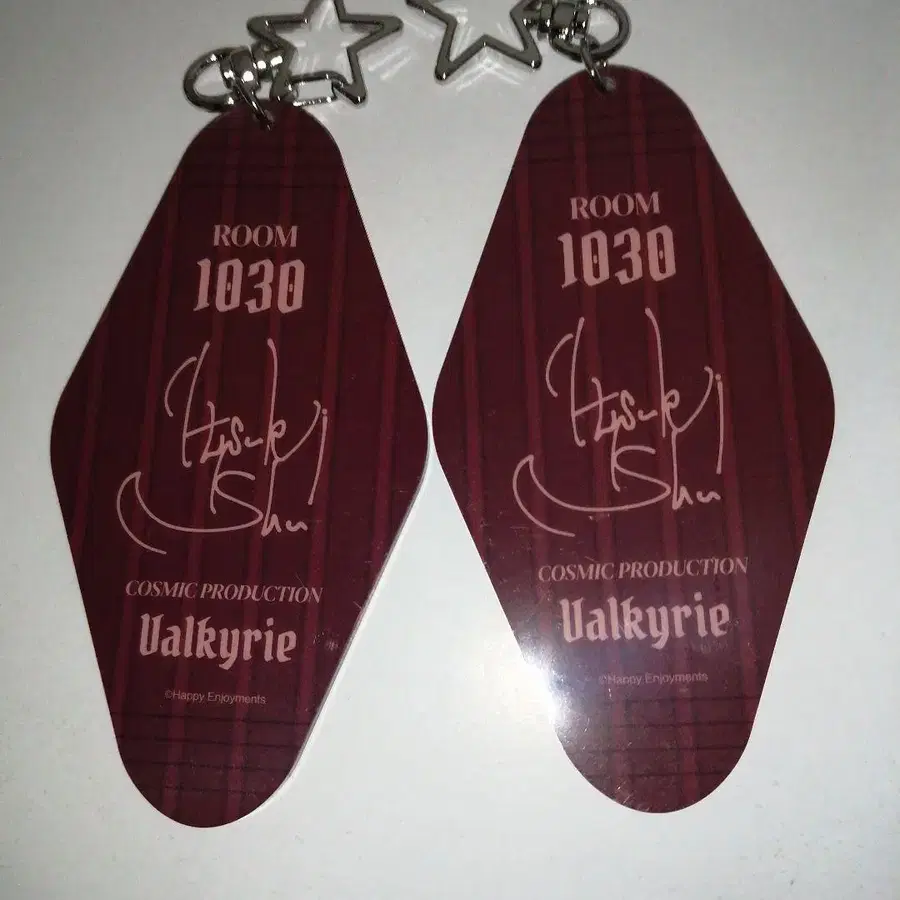 ROOM
1030
Itsuki
Shu
COSMIC PRODUCTION
Valkyrie
©Happy Enjoyments
ROOM
1030
Itsuki
Shu
COSMIC PRODUCTION
Valkyrie
©Happy Enjoyments